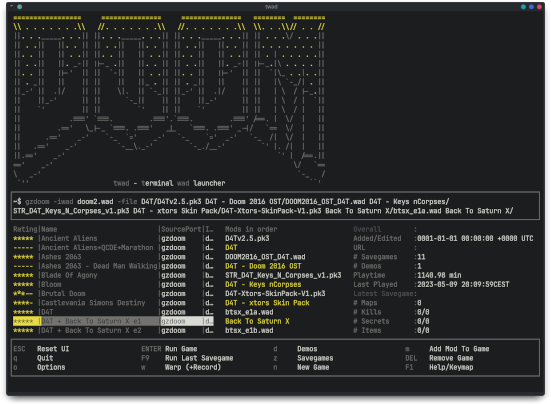 twad
twad - terminal wad launcher
~$ gzdoom -iwad doom2.wad -file D4T/D4Tv2.5.pk3 D4T - Doom 2016 OST/DOOM2016_OST_D4T.wad D4T - Keys nCorpses/
STR_D4T_Keys_N_Corpses_v1.pk3 D4T - xtors Skin Pack/D4T-Xtors-SkinPack-V1.pk3 Back To Saturn X/btsx_e1a.wad Back To Saturn X/
Rating|Name |SourcePort|I… Mods in order Overall :
***** |Ancient Aliens |gzdoom |d… D4Tv2.5.pk3 Added/Edited :0001-01-01 00:00:00 +0000 UTC
----- |Ancient Aliens+QCDE+Marathon |gzdoom |d… D4T URL :
***** |Ashes 2063 |gzdoom |d… DOOM2016_OST_D4T.wad # Savegames :11
----- |Ashes 2063 - Dead Man Walking|gzdoom |d… D4T - Doom 2016 OST # Demos :1
***** |Blade Of Agony |gzdoom |b… STR_D4T_Keys_N_Corpses_v1.pk3 Playtime :1140.98 min
***** |Bloom |gzdoom |d… D4T - Keys nCorpses Last Played :2023-05-09 20:09:59CEST
|Brutal Doom |gzdoom |d… D4T-Xtors-SkinPack-V1.pk3 Latest Savegame:
|Castlevania Simons Destiny |gzdoom |d… D4T - xtors Skin Pack # Maps :0
***** |D4T |gzdoom |d… btsx_e1a.wad # Kills :0/0
***** |D4T + Back To Saturn X e1 |gzdoom |d… Back To Saturn X # Secrets :0/0
***** |D4T + Back To Saturn X e2 |gzdoom |d… btsx_e1b.wad # Items :0/0
ESC Reset UI ENTER Run Game d Demos m Add Mod To Game
q Quit F9 Run Last Savegame z Savegames DEL Remove Game
o Options w Warp (+Record) n New Game F1 Help/Keymap